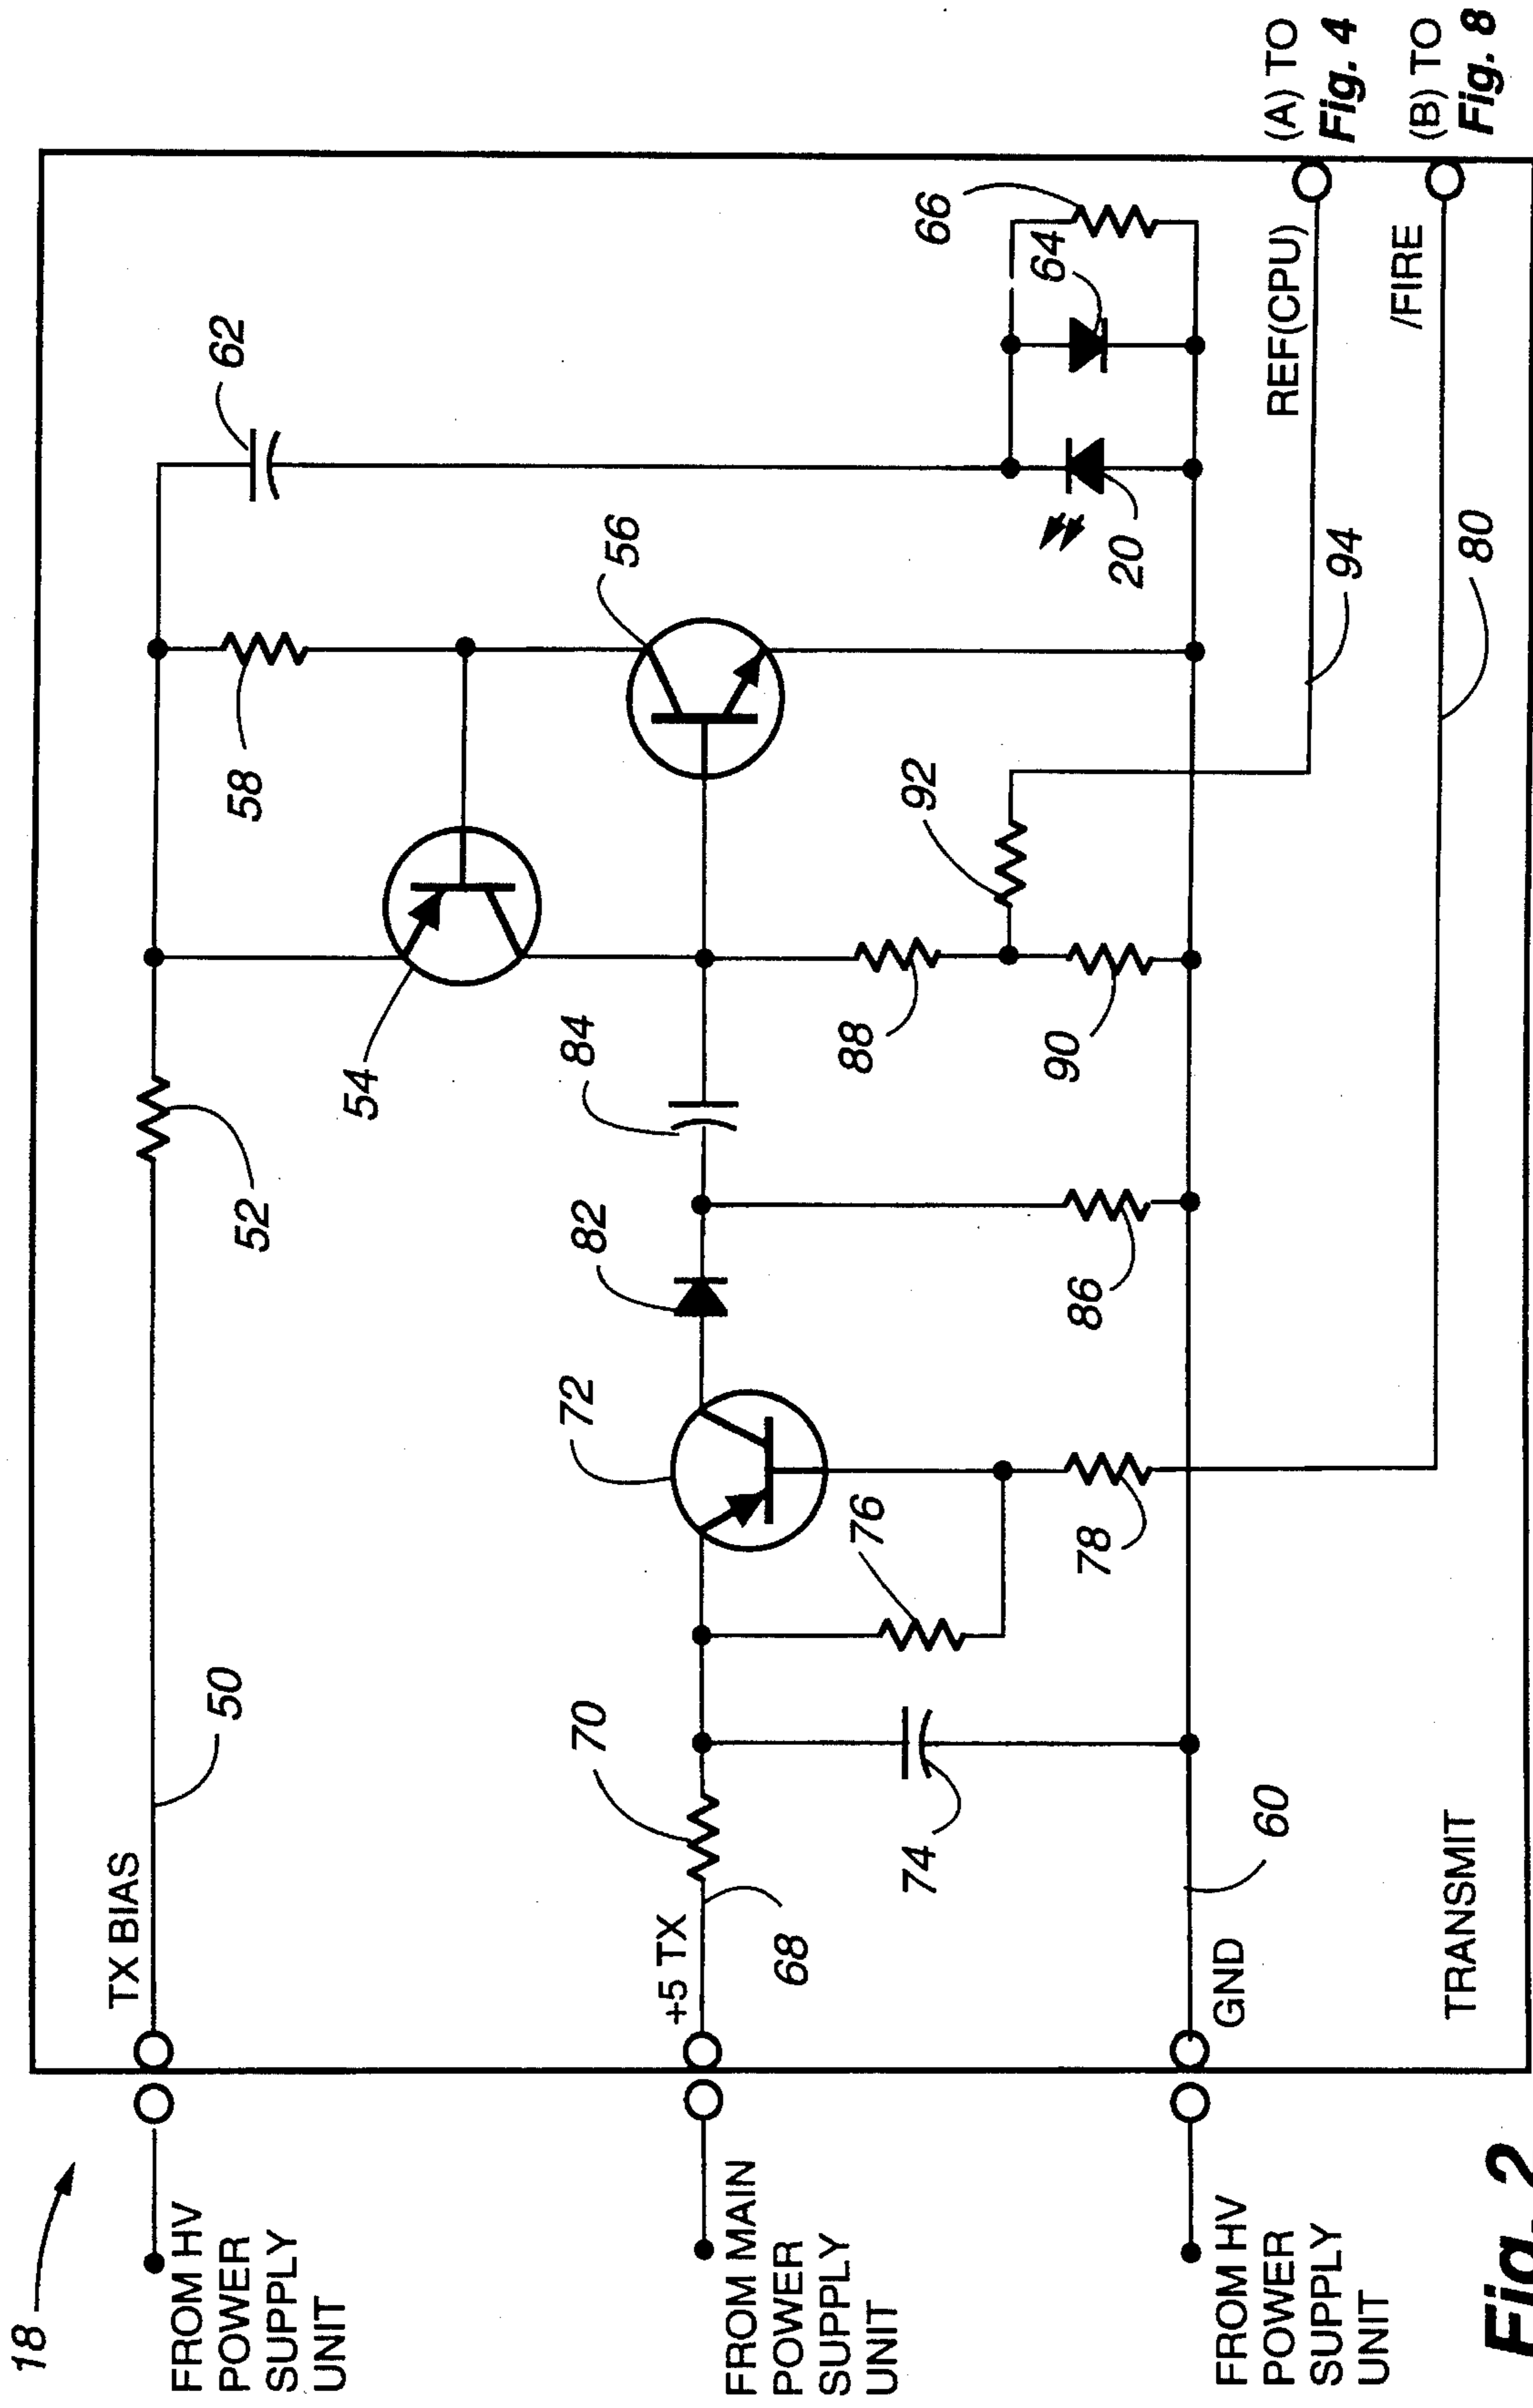 18
FROM HV
POWER
SUPPLY
UNIT
TX BIAS
50
52
54
58
56
62
FROM MAIN
POWER
SUPPLY
UNIT
+5 TX
68
70
74
76
72
78
82
84
86
88
90
92
20
64
66
FROM HV
POWER
SUPPLY
UNIT
GND
60
TRANSMIT
REF(CPU)
94
(A) TO
Fig. 4
/FIRE
80
(B) TO
Fig. 8
Fig. 2